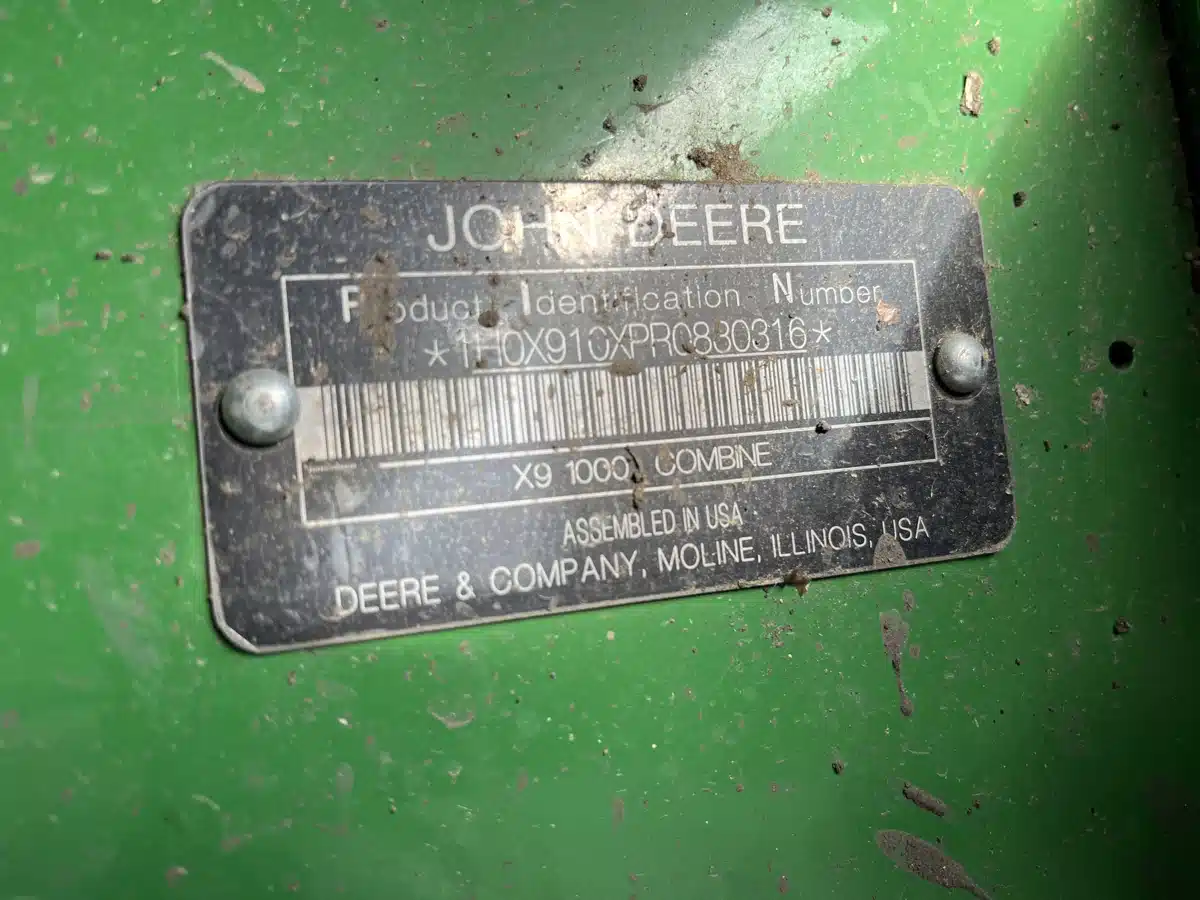 JOHN DEERE
Product Identification Number
*1H0X910XPR0830316*
X9 1000 COMBINE
ASSEMBLED IN USA
DEERE & COMPANY, MOLINE, ILLINOIS, USA